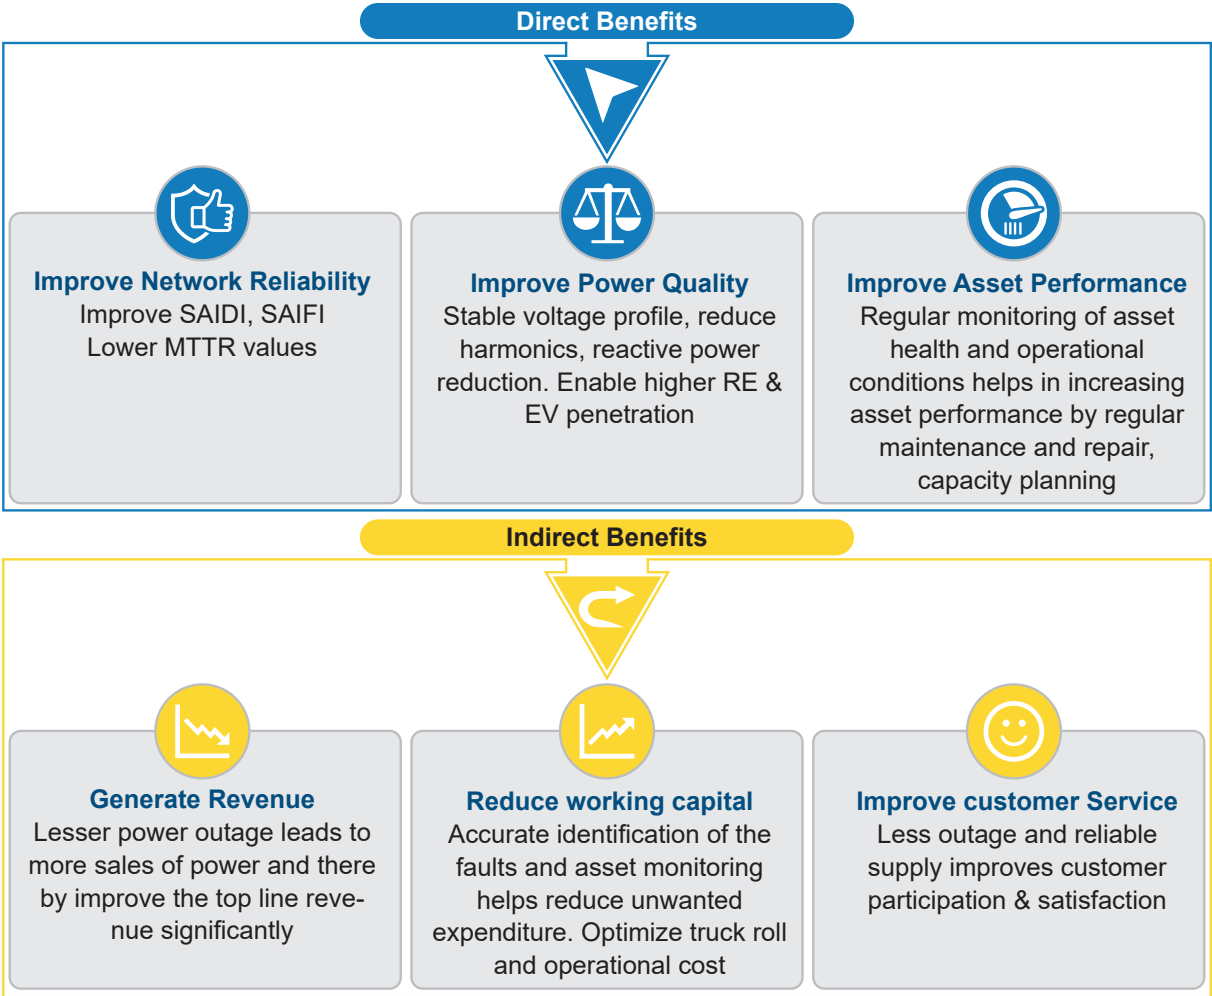 Direct Benefits
Improve Network Reliability
Improve SAIDI, SAIFI
Lower MTTR values
Improve Power Quality
Stable voltage profile, reduce
harmonics, reactive power
reduction. Enable higher RE &
EV penetration
Improve Asset Performance
Regular monitoring of asset
health and operational
conditions helps in increasing
asset performance by regular
maintenance and repair,
capacity planning
Indirect Benefits
Generate Revenue
Lesser power outage leads to
more sales of power and there
by improve the top line reve-
nue significantly
Reduce working capital
Accurate identification of the
faults and asset monitoring
helps reduce unwanted
expenditure. Optimize truck roll
and operational cost
Improve customer Service
Less outage and reliable
supply improves customer
participation & satisfaction